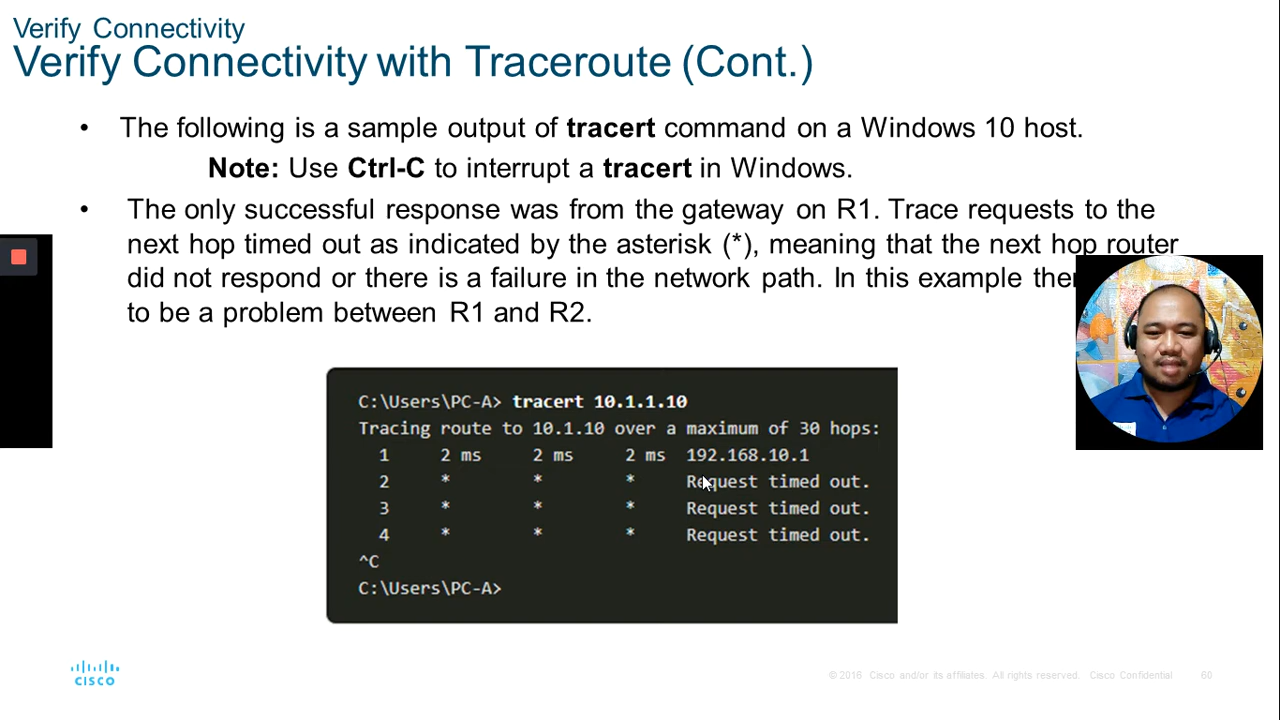 Verify Connectivity
Verify Connectivity with Traceroute (Cont.)
• The following is a sample output of tracert command on a Windows 10 host.
Note: Use Ctrl-C to interrupt a tracert in Windows.
• The only successful response was from the gateway on R1. Trace requests to the
next hop timed out as indicated by the asterisk (*), meaning that the next hop router
did not respond or there is a failure in the network path. In this example
to be a problem between R1 and R2.
C:\Users\PC-A> tracert 10.1.1.10
Tracing route to 10.1.10 over a maximum of 30 hops:
1 2 ms 2 ms 2 ms 192.168.10.1
2 * * * Request timed out.
3 * * * Request timed out.
4 * * * Request timed out.
^C
C:\Users\PC-A>
CISCO
© 2016 Cisco and/or its affiliates. All rights reserved. Cisco Confidential 60